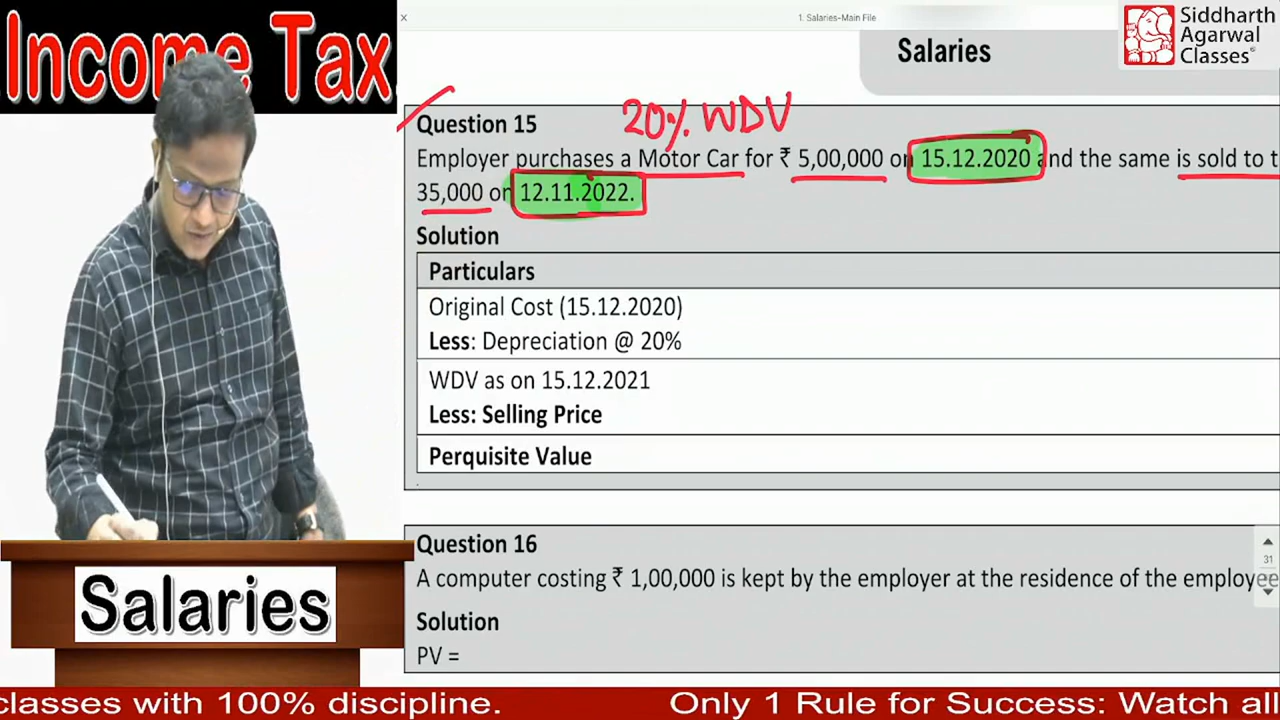 Income Tax
1. Salaries-Main File
Siddharth
Agarwal
Classes
Salaries
20% WDV
Question 15
Employer purchases a Motor Car for ₹ 5,00,000 on 15.12.2020 and the same is sold to t
35,000 on 12.11.2022.
Solution
Particulars
Original Cost (15.12.2020)
Less: Depreciation @ 20%
WDV as on 15.12.2021
Less: Selling Price
Perquisite Value
Question 16
A computer costing ₹ 1,00,000 is kept by the employer at the residence of the employee
31
Solution
PV =
Salaries
classes with 100% discipline. Only 1 Rule for Success: Watch all